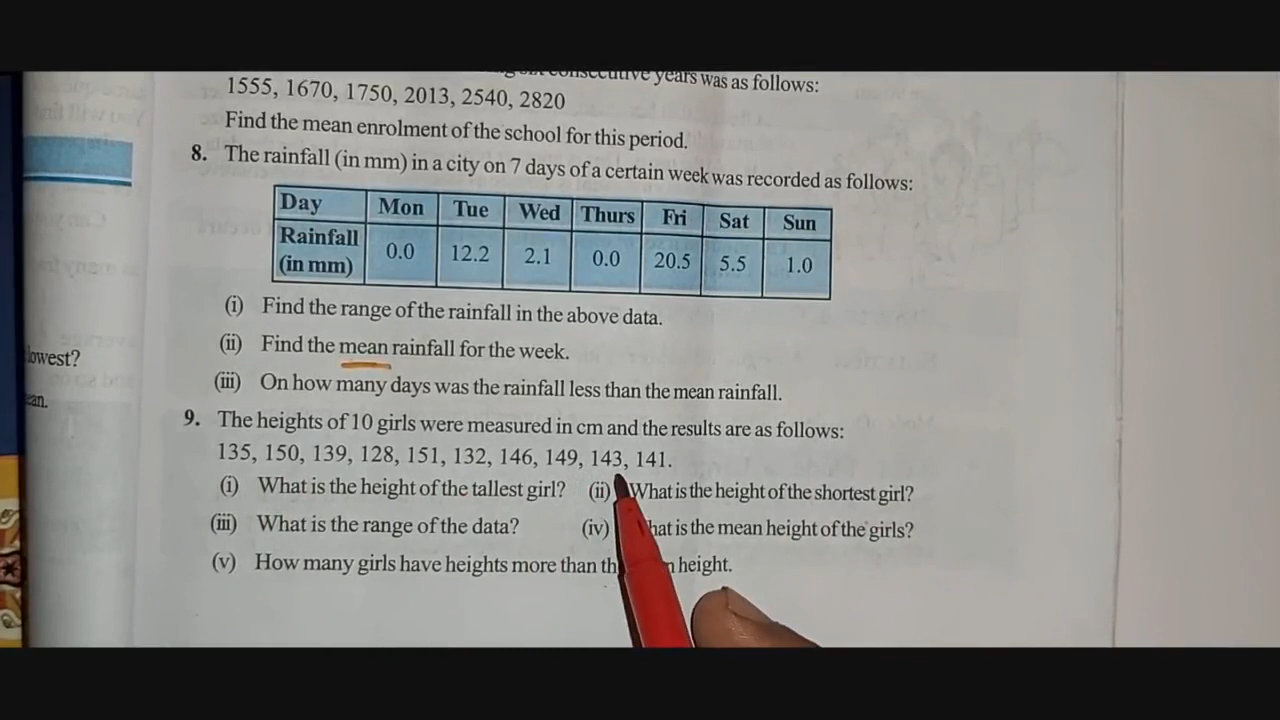 consecutive years was as follows:
1555, 1670, 1750, 2013, 2540, 2820
Find the mean enrolment of the school for this period.
8. The rainfall (in mm) in a city on 7 days of a certain week was recorded as follows:
Day Mon Tue Wed Thurs Fri Sat Sun
Rainfall (in mm) 0.0 12.2 2.1 0.0 20.5 5.5 1.0
(i) Find the range of the rainfall in the above data.
(ii) Find the mean rainfall for the week.
lowest?
(iii) On how many days was the rainfall less than the mean rainfall.
ean.
9. The heights of 10 girls were measured in cm and the results are as follows:
135, 150, 139, 128, 151, 132, 146, 149, 143, 141.
(i) What is the height of the tallest girl? (ii) What is the height of the shortest girl?
(iii) What is the range of the data? (iv) hat is the mean height of the girls?
(v) How many girls have heights more than th n height.